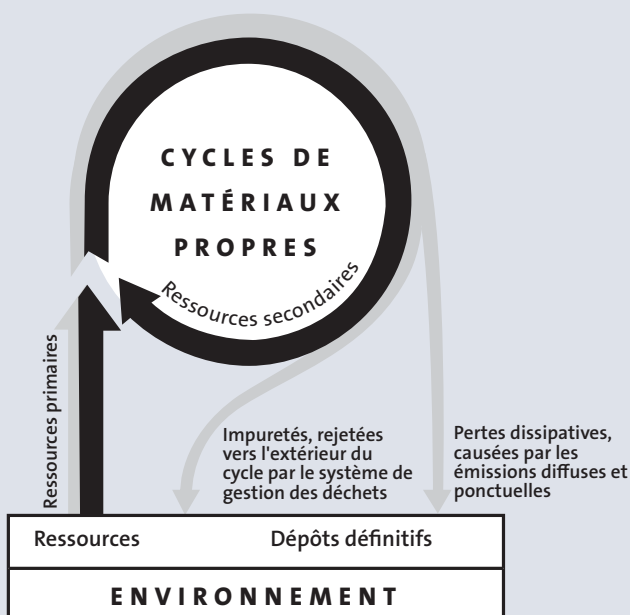 CYCLES DE
MATÉRIAUX
PROPRES
Ressources secondaires
Ressources primaires
Impuretés, rejetées
vers l'extérieur du
cycle par le système de
gestion des déchets
Pertes dissipatives,
causées par les
émissions diffuses et
ponctuelles
Ressources
Dépôts définitifs
ENVIRONNEMENT